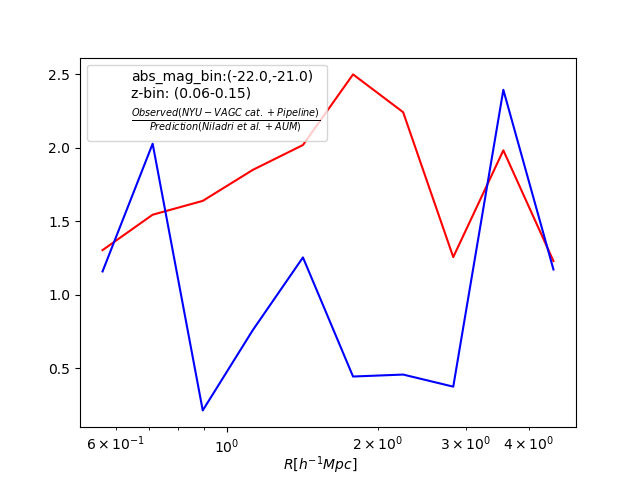 abs_mag_bin:(-22.0,-21.0)
z-bin: (0.06-0.15)
Observed(NYU−VAGC cat. +Pipeline)
Prediction(Niladri et al. +AUM)
2.5
2.0
1.5
1.0
0.5
6 × 10⁻¹ 10⁰ 2 × 10⁰ 3 × 10⁰ 4 × 10⁰
R[h⁻¹Mpc]